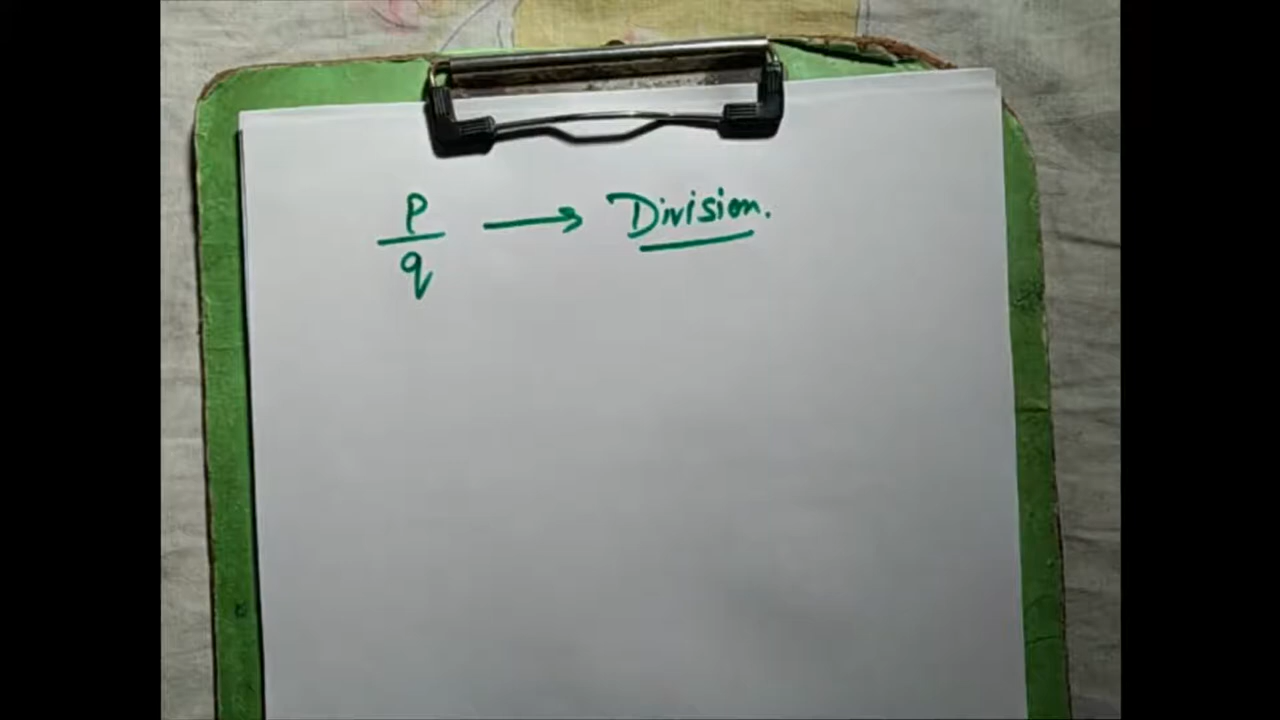 P/q → Division.